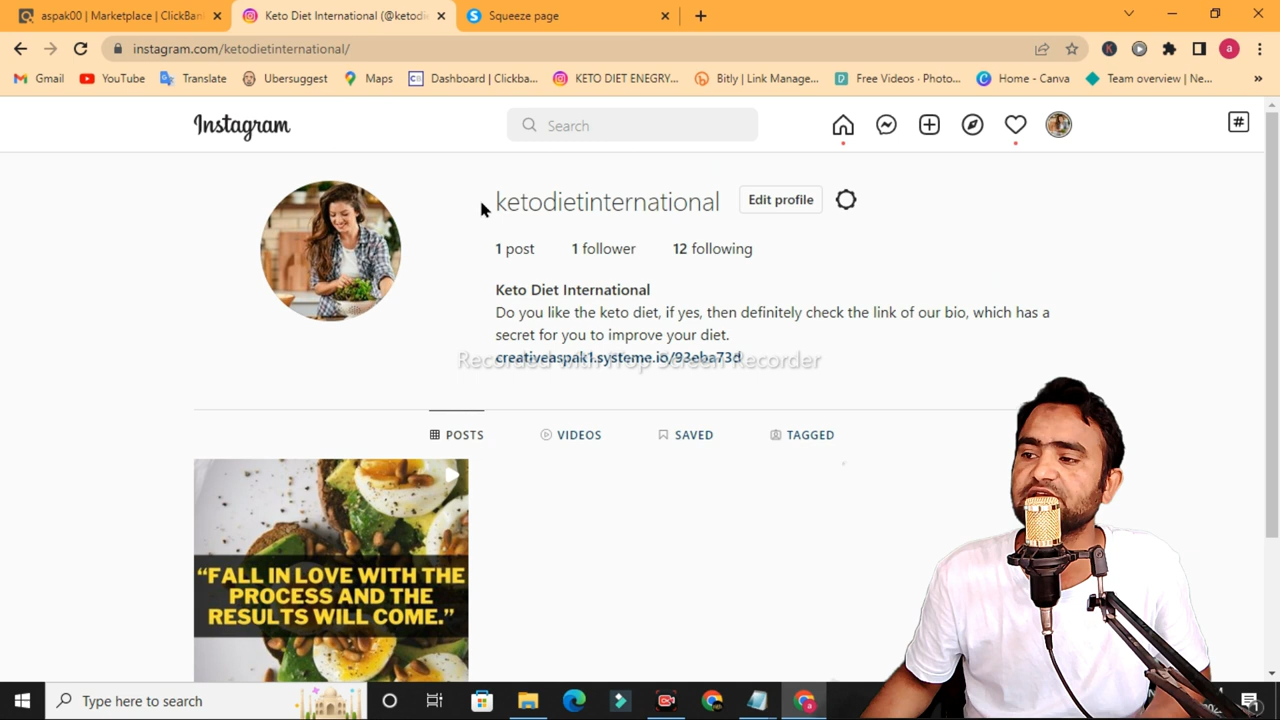 aspak00 | Marketplace | ClickBan
Keto Diet International (@ketodie
Squeeze page
instagram.com/ketodietinternational/
Gmail
YouTube
Translate
Ubersuggest
Maps
Dashboard | Clickba...
KETO DIET ENEGRY...
Bitly | Link Manage...
Free Videos · Photo...
Home - Canva
Team overview | Ne...
Instagram
Search
#
ketodietinternational
Edit profile
1 post 1 follower 12 following
Keto Diet International
Do you like the keto diet, if yes, then definitely check the link of our bio, which has a
secret for you to improve your diet.
creativeaspak1.systeme.io/93eba73d
Recorded with iTop Screen Recorder
POSTS
VIDEOS
SAVED
TAGGED
“FALL IN LOVE WITH THE
PROCESS AND THE
RESULTS WILL COME.”
Type here to search